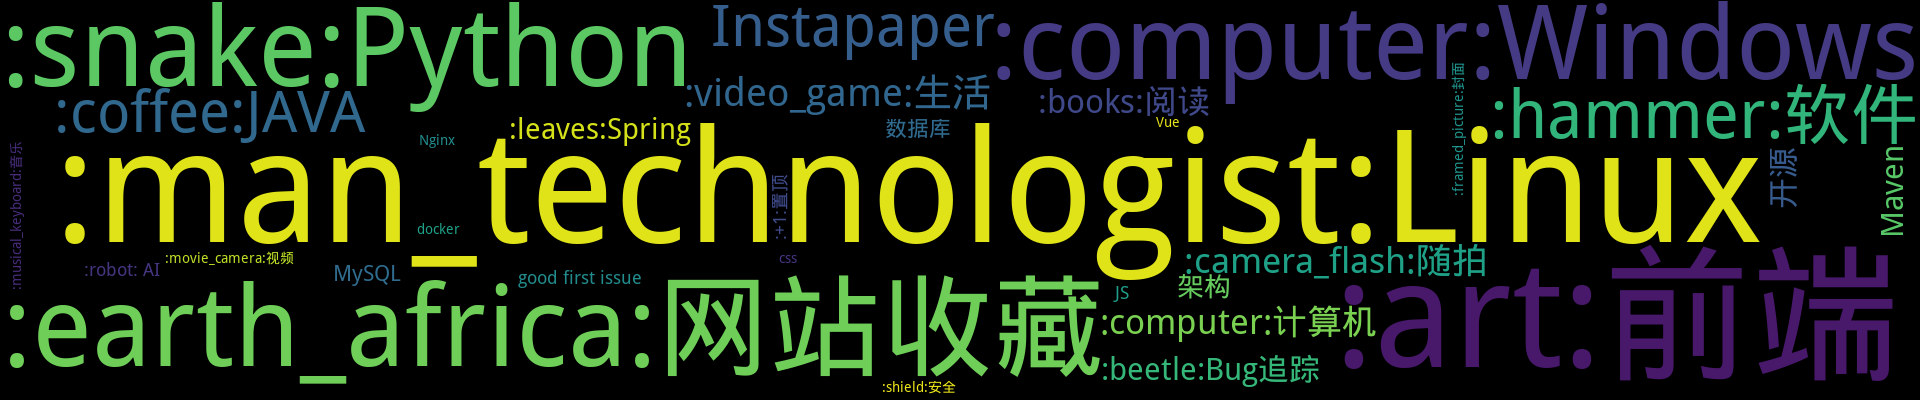 :snake:Python
Instapaper
:computer:Windows
:coffee:JAVA
:video_game:生活
:books:阅读
:framed_picture:封面
:hammer:软件
Nginx
:leaves:Spring
数据库
Vue
:musical_keyboard:音乐
:man_technologist:Linux
:+1:置顶
开源
Maven
docker
:robot: AI
:movie_camera:视频
MySQL
good first issue
css
:camera_flash:随拍
:earth_africa:网站收藏
JS
架构
:art:前端
:computer:计算机
:beetle:Bug追踪
:shield:安全